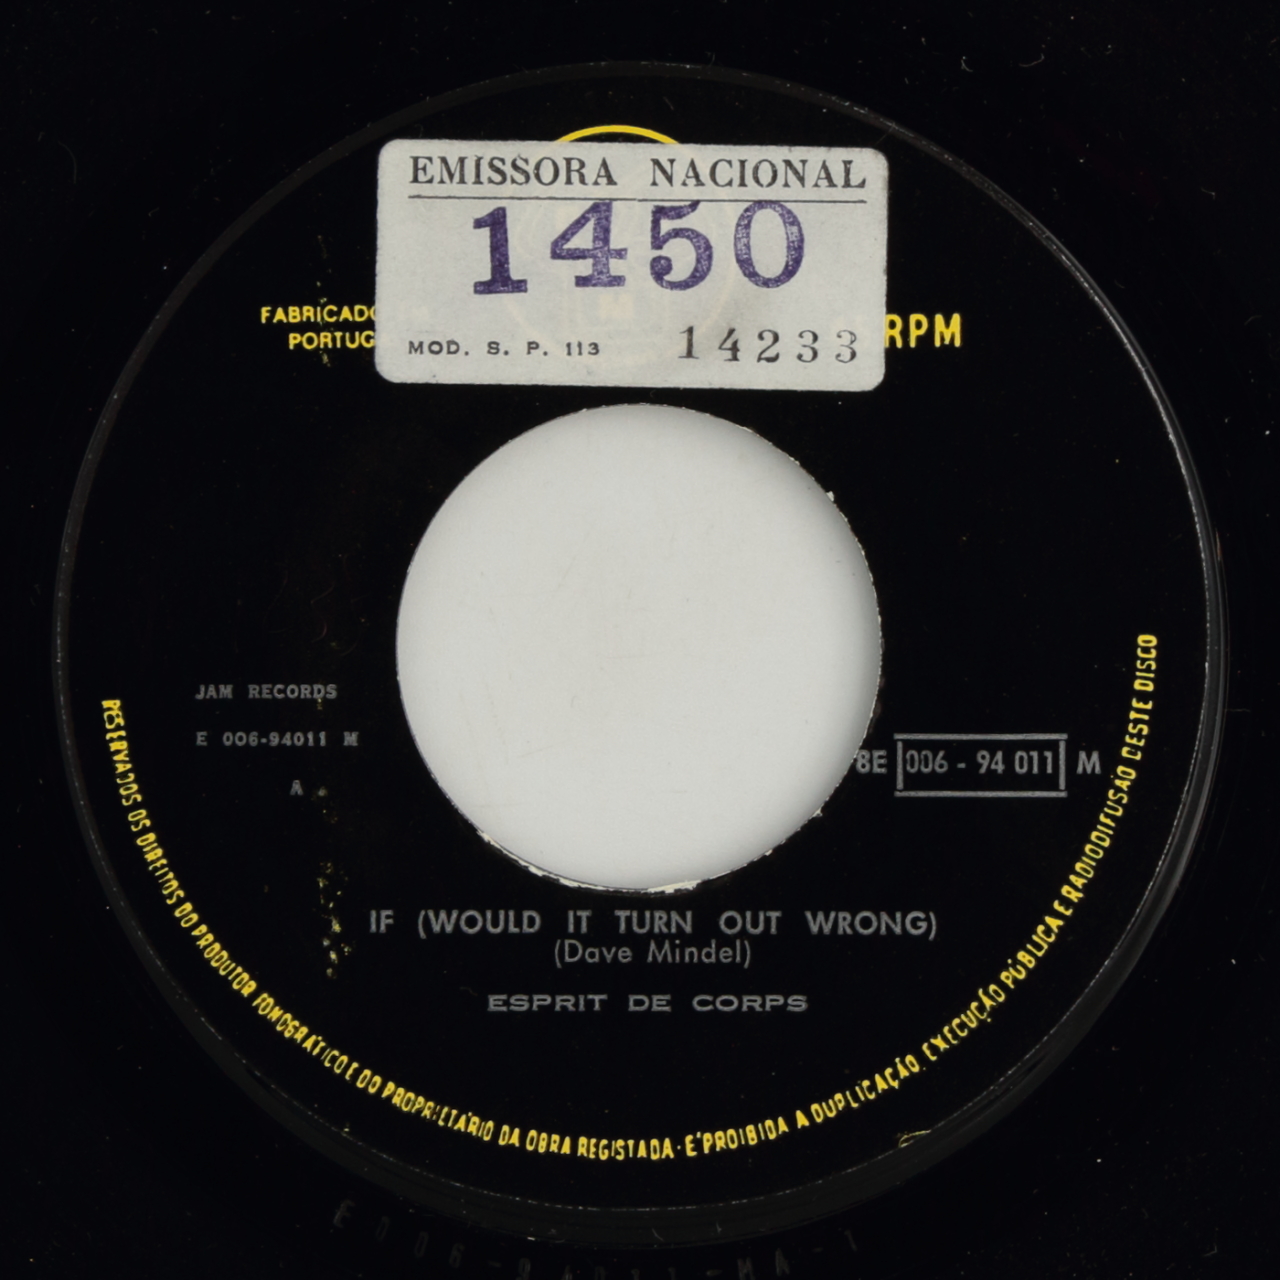 EMISSORA NACIONAL
1450
MOD. S. P. 113 14233
FABRICADO
RPM
JAM RECORDS
E 006-94011 M
A
8E 006 - 94 011 M
IF (WOULD IT TURN OUT WRONG)
(Dave Mindel)
ESPRIT DE CORPS
RESERVADOS OS DIREITOS DO PRODUTOR FONOGRÁFICO E DO PROPRIETÁRIO DA OBRA REGISTADA · E' PROIBIDA A DUPLICAÇÃO, EXECUÇÃO PÚBLICA E RADIODIFUSÃO DESTE DISCO